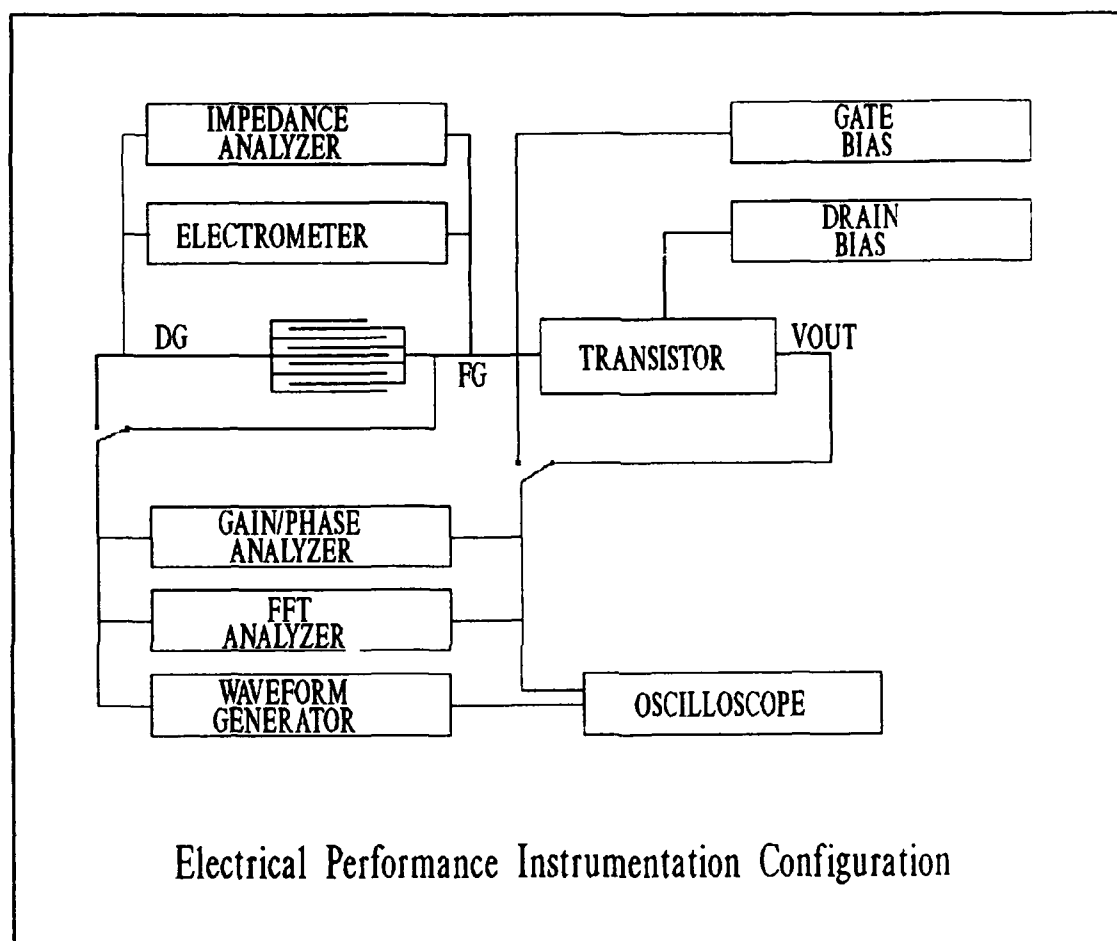 IMPEDANCE
ANALYZER
GATE
BIAS
ELECTROMETER
DRAIN
BIAS
DG
FG
TRANSISTOR
VOUT
GAIN/PHASE
ANALYZER
FFT
ANALYZER
WAVEFORM
GENERATOR
OSCILLOSCOPE
Electrical Performance Instrumentation Configuration